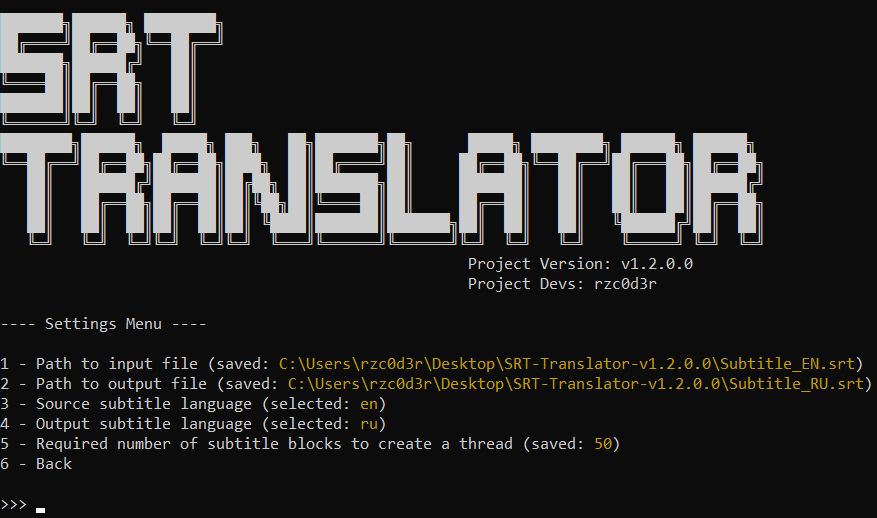 SRT
TRANSLATOR
Project Version: v1.2.0.0
Project Devs: rzc0d3r
---- Settings Menu ----
1 - Path to input file (saved: C:\Users\rzc0d3r\Desktop\SRT-Translator-v1.2.0.0\Subtitle_EN.srt)
2 - Path to output file (saved: C:\Users\rzc0d3r\Desktop\SRT-Translator-v1.2.0.0\Subtitle_RU.srt)
3 - Source subtitle language (selected: en)
4 - Output subtitle language (selected: ru)
5 - Required number of subtitle blocks to create a thread (saved: 50)
6 - Back
>>> _